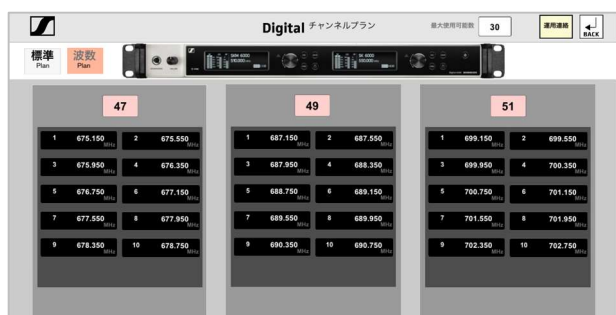 Digital チャンネルプラン
最大使用可能数 30
運用連絡
BACK
標準
Plan
波数
Plan
47
1 675.150 MHz 2 675.550 MHz
3 675.950 MHz 4 676.350 MHz
5 676.750 MHz 6 677.150 MHz
7 677.550 MHz 8 677.950 MHz
9 678.350 MHz 10 678.750 MHz
49
1 687.150 MHz 2 687.550 MHz
3 687.950 MHz 4 688.350 MHz
5 688.750 MHz 6 689.150 MHz
7 689.550 MHz 8 689.950 MHz
9 690.350 MHz 10 690.750 MHz
51
1 699.150 MHz 2 699.550 MHz
3 699.950 MHz 4 700.350 MHz
5 700.750 MHz 6 701.150 MHz
7 701.550 MHz 8 701.950 MHz
9 702.350 MHz 10 702.750 MHz